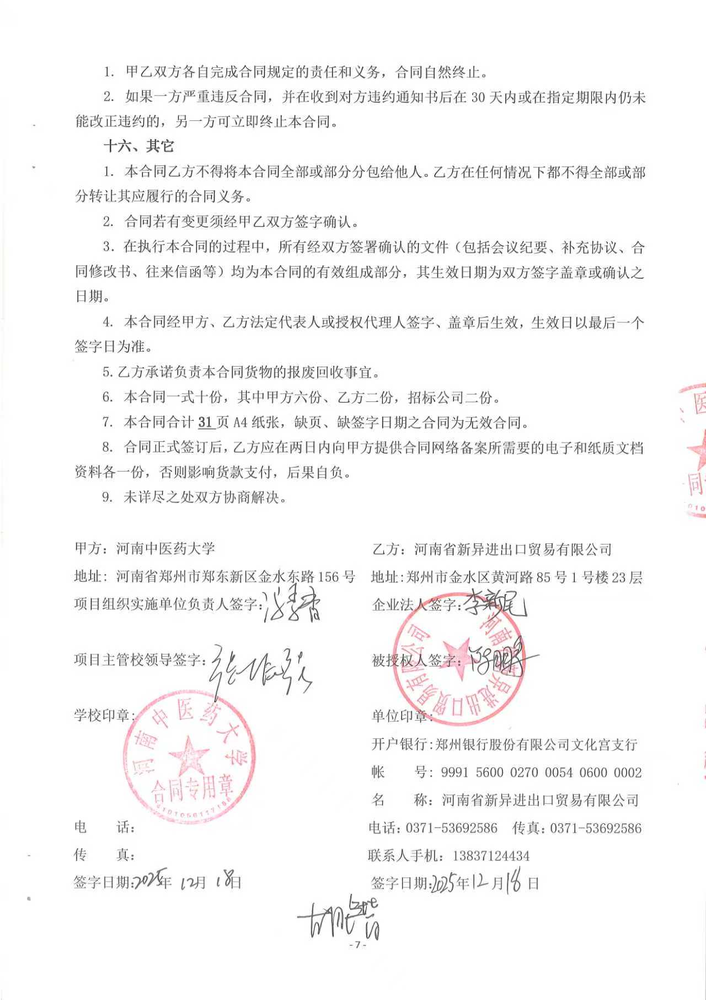 1. 甲乙双方各自完成合同规定的责任和义务，合同自然终止。
2. 如果一方严重违反合同，并在收到对方违约通知书后在 30 天内或在指定期限内仍未
能改正违约的，另一方可立即终止本合同。
十六、其它
1. 本合同乙方不得将本合同全部或部分分包给他人。乙方在任何情况下都不得全部或部
分转让其应履行的合同义务。
2. 合同若有变更须经甲乙双方签字确认。
3. 在执行本合同的过程中，所有经双方签署确认的文件（包括会议纪要、补充协议、合
同修改书、往来信函等）均为本合同的有效组成部分，其生效日期为双方签字盖章或确认之
日期。
4. 本合同经甲方、乙方法定代表人或授权代理人签字、盖章后生效，生效日以最后一个
签字日为准。
5.乙方承诺负责本合同货物的报废回收事宜。
6. 本合同一式十份，其中甲方六份、乙方二份，招标公司二份。
7. 本合同合计 31 页 A4 纸张，缺页、缺签字日期之合同为无效合同。
8. 合同正式签订后，乙方应在两日内向甲方提供合同网络备案所需要的电子和纸质文档
资料各一份，否则影响货款支付，后果自负。
9. 未详尽之处双方协商解决。
甲方：河南中医药大学
地址：河南省郑州市郑东新区金水东路 156 号
项目组织实施单位负责人签字：
项目主管校领导签字：
学校印章：
河南中医药大学
合同专用章
电 话：
传 真：
签字日期：2025年 12月 18日
乙方：河南省新异进出口贸易有限公司
地址：郑州市金水区黄河路 85 号 1 号楼 23 层
企业法人签字：李新尾
被授权人签字：
河南省新异进出口贸易有限公司
单位印章：
开户银行：郑州银行股份有限公司文化宫支行
帐 号：9991 5600 0270 0054 0600 0002
名 称：河南省新异进出口贸易有限公司
电话：0371-53692586 传真：0371-53692586
联系人手机：13837124434
签字日期：2025年12月18日
-7-